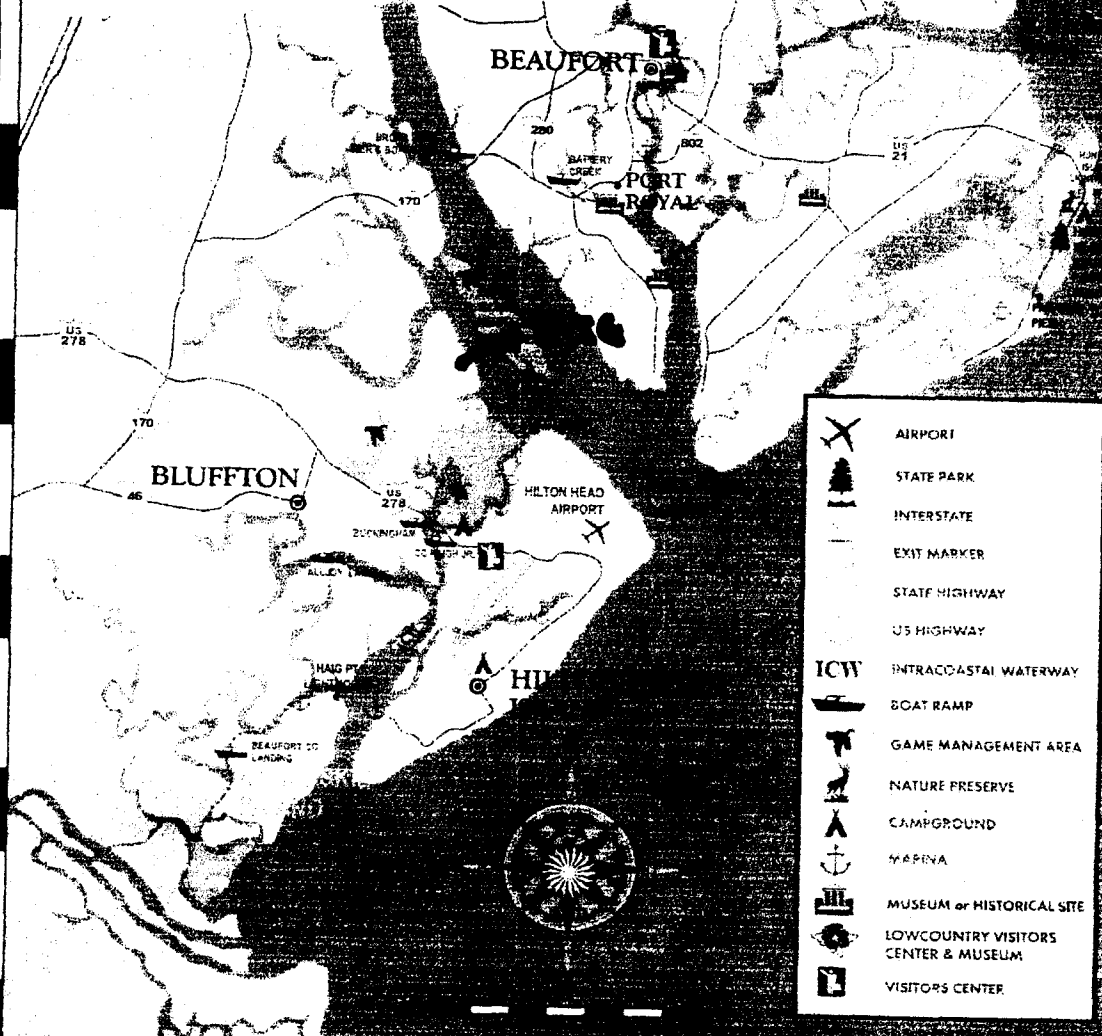 BEAUFORT
280
802
US
21
BATTERY
CREEK
PORT
ROYAL
170
US
278
170
BLUFFTON
46
US
278
HILTON HEAD
AIRPORT
BUCKINGHAM
HAIG PT
BEAUFORT CO
LANDING
AIRPORT
STATE PARK
INTERSTATE
EXIT MARKER
STATE HIGHWAY
US HIGHWAY
ICW INTRACOASTAL WATERWAY
BOAT RAMP
GAME MANAGEMENT AREA
NATURE PRESERVE
CAMPGROUND
MARINA
MUSEUM or HISTORICAL SITE
LOWCOUNTRY VISITORS
CENTER & MUSEUM
VISITORS CENTER